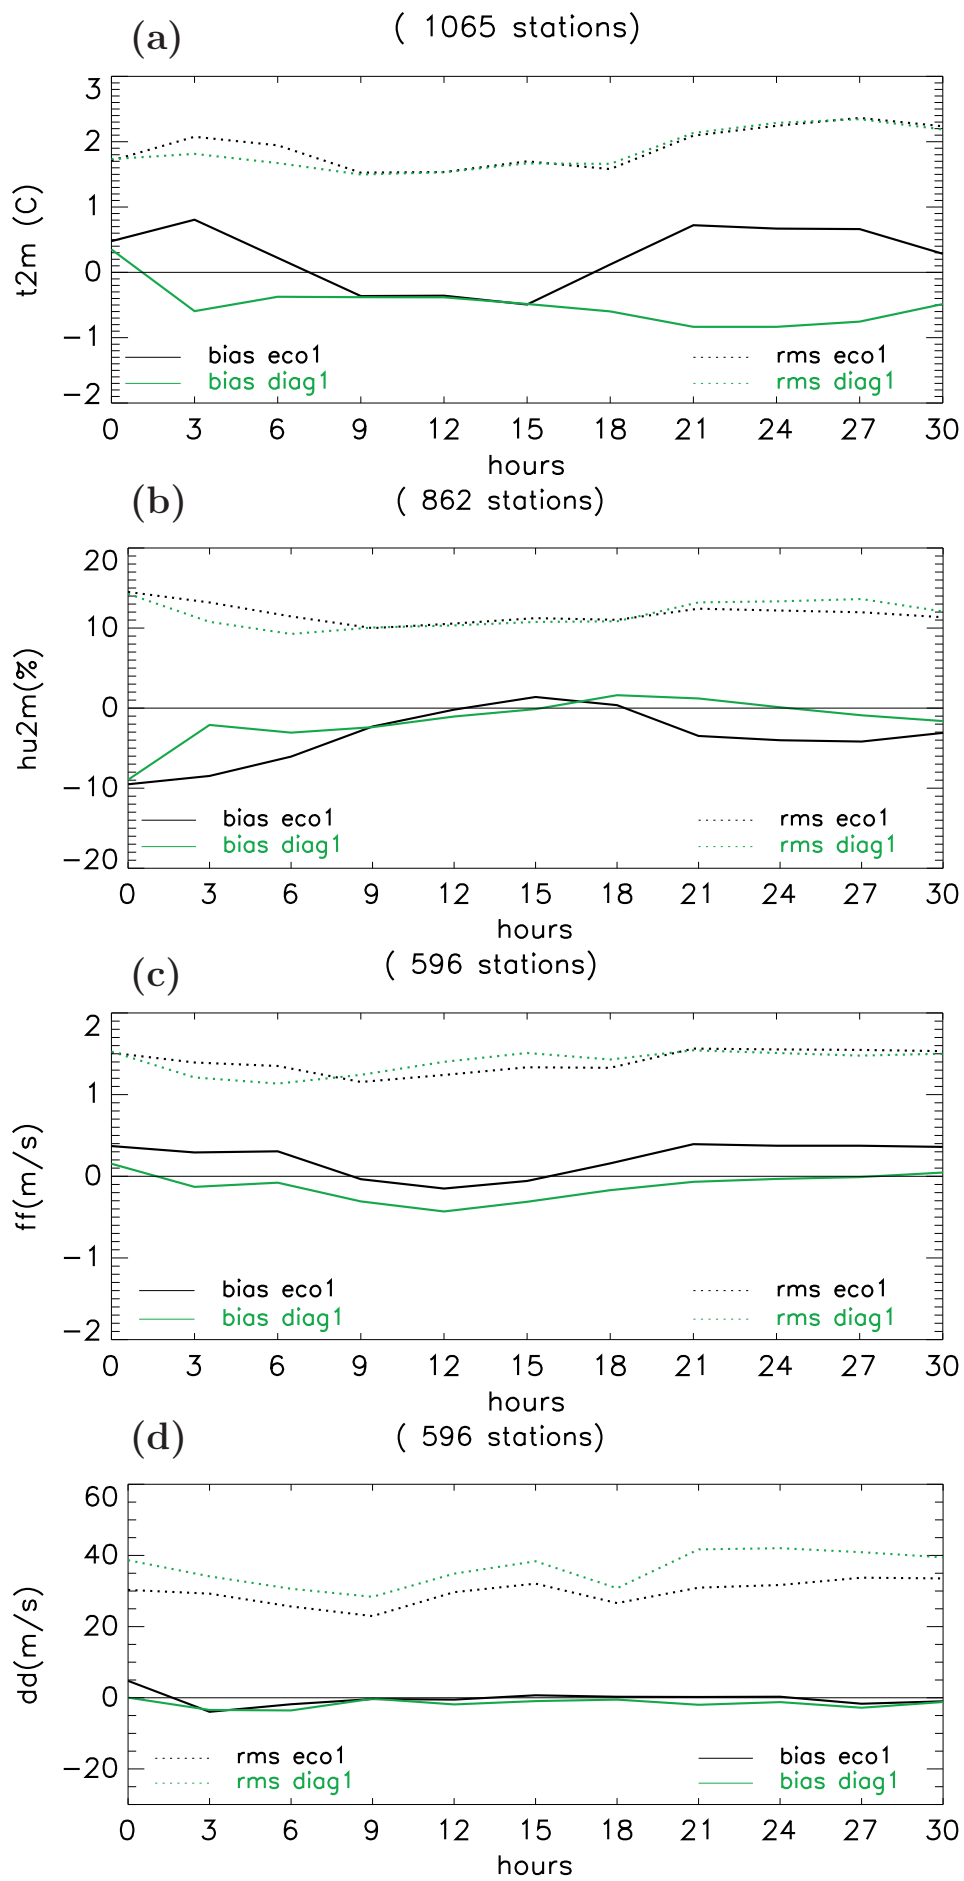 (a) ( 1065 stations)
3
2
1
0
−1
−2
t2m (C)
bias eco1 rms eco1
bias diag1 rms diag1
0 3 6 9 12 15 18 21 24 27 30
hours
(b) ( 862 stations)
20
10
0
−10
−20
hu2m(%)
bias eco1 rms eco1
bias diag1 rms diag1
0 3 6 9 12 15 18 21 24 27 30
hours
(c) ( 596 stations)
2
1
0
−1
−2
ff(m/s)
bias eco1 rms eco1
bias diag1 rms diag1
0 3 6 9 12 15 18 21 24 27 30
hours
(d) ( 596 stations)
60
40
20
0
−20
dd(m/s)
rms eco1 bias eco1
rms diag1 bias diag1
0 3 6 9 12 15 18 21 24 27 30
hours